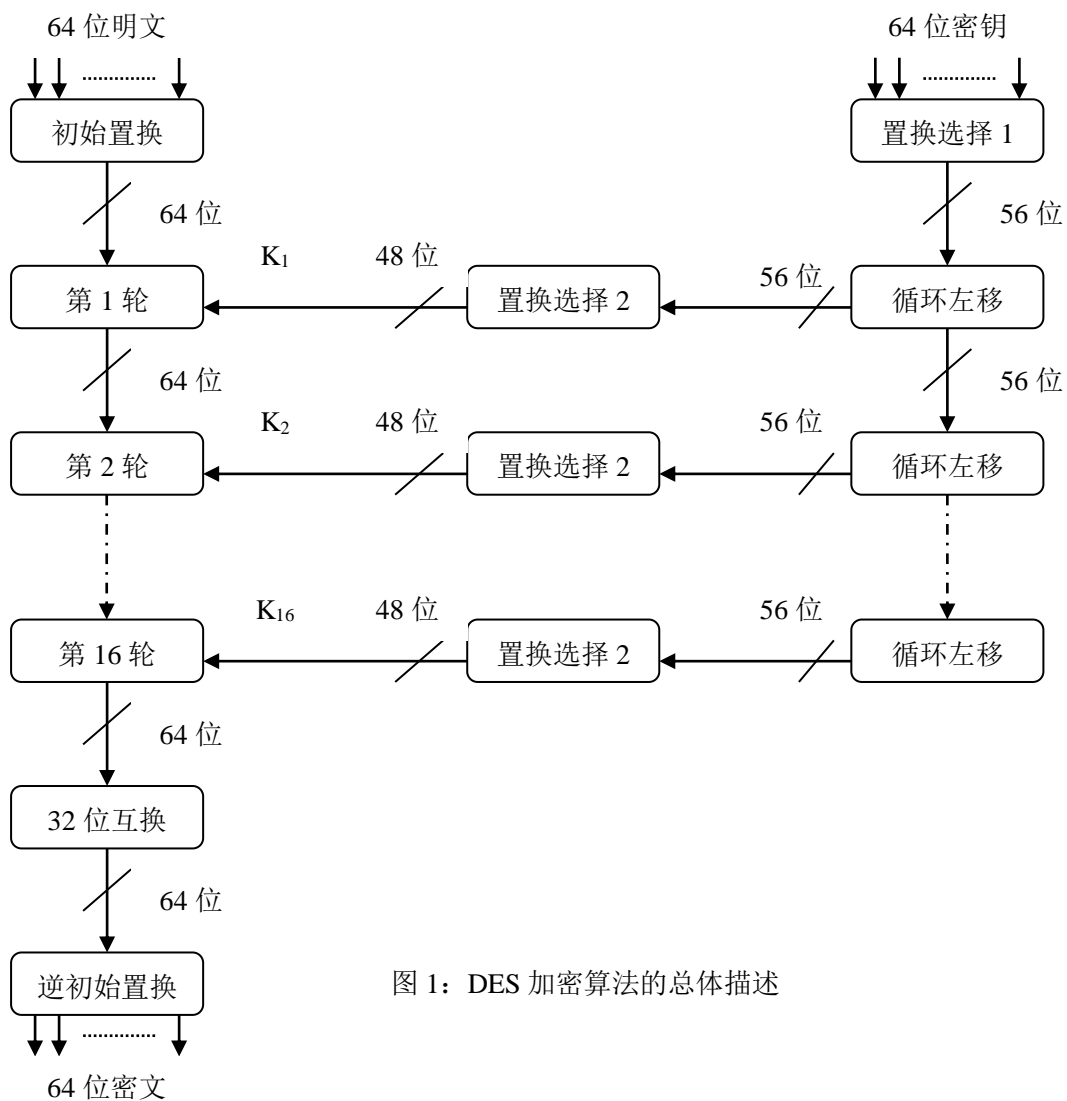 64 位明文
64 位密钥
初始置换
置换选择 1
64 位
56 位
K₁
48 位
56 位
第 1 轮
置换选择 2
循环左移
64 位
56 位
K₂
48 位
56 位
第 2 轮
置换选择 2
循环左移
K₁₆
48 位
56 位
第 16 轮
置换选择 2
循环左移
64 位
32 位互换
64 位
逆初始置换
图 1：DES 加密算法的总体描述
64 位密文